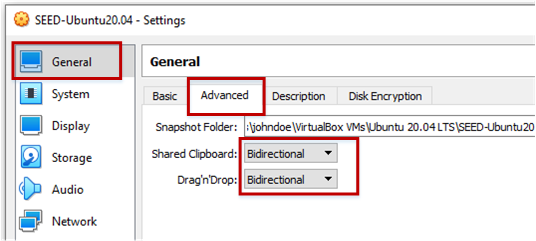 SEED-Ubuntu20.04 - Settings
General
System
Display
Storage
Audio
Network
General
Basic Advanced Description Disk Encryption
Snapshot Folder: :\johndoe\VirtualBox VMs\Ubuntu 20.04 LTS\SEED-Ubuntu20
Shared Clipboard: Bidirectional
Drag'n'Drop: Bidirectional